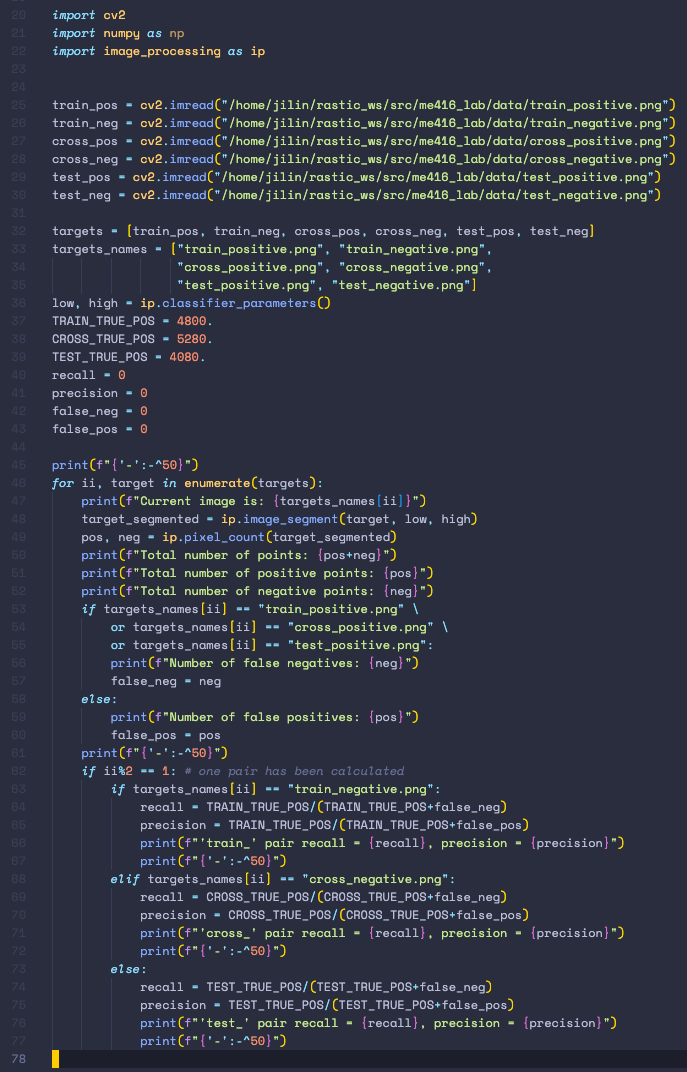 20 import cv2
21 import numpy as np
22 import image_processing as ip
23
24
25 train_pos = cv2.imread("/home/jilin/rastic_ws/src/me416_lab/data/train_positive.png")
26 train_neg = cv2.imread("/home/jilin/rastic_ws/src/me416_lab/data/train_negative.png")
27 cross_pos = cv2.imread("/home/jilin/rastic_ws/src/me416_lab/data/cross_positive.png")
28 cross_neg = cv2.imread("/home/jilin/rastic_ws/src/me416_lab/data/cross_negative.png")
29 test_pos = cv2.imread("/home/jilin/rastic_ws/src/me416_lab/data/test_positive.png")
30 test_neg = cv2.imread("/home/jilin/rastic_ws/src/me416_lab/data/test_negative.png")
31
32 targets = [train_pos, train_neg, cross_pos, cross_neg, test_pos, test_neg]
33 targets_names = ["train_positive.png", "train_negative.png",
34                  "cross_positive.png", "cross_negative.png",
35                  "test_positive.png", "test_negative.png"]
36 low, high = ip.classifier_parameters()
37 TRAIN_TRUE_POS = 4800.
38 CROSS_TRUE_POS = 5280.
39 TEST_TRUE_POS = 4080.
40 recall = 0
41 precision = 0
42 false_neg = 0
43 false_pos = 0
44
45 print(f"{'-':-^50}")
46 for ii, target in enumerate(targets):
47     print(f"Current image is: {targets_names[ii]}")
48     target_segmented = ip.image_segment(target, low, high)
49     pos, neg = ip.pixel_count(target_segmented)
50     print(f"Total number of points: {pos+neg}")
51     print(f"Total number of positive points: {pos}")
52     print(f"Total number of negative points: {neg}")
53     if targets_names[ii] == "train_positive.png" \
54         or targets_names[ii] == "cross_positive.png" \
55         or targets_names[ii] == "test_positive.png":
56         print(f"Number of false negatives: {neg}")
57         false_neg = neg
58     else:
59         print(f"Number of false positives: {pos}")
60         false_pos = pos
61     print(f"{'-':-^50}")
62     if ii%2 == 1: # one pair has been calculated
63         if targets_names[ii] == "train_negative.png":
64             recall = TRAIN_TRUE_POS/(TRAIN_TRUE_POS+false_neg)
65             precision = TRAIN_TRUE_POS/(TRAIN_TRUE_POS+false_pos)
66             print(f"'train_' pair recall = {recall}, precision = {precision}")
67             print(f"{'-':-^50}")
68         elif targets_names[ii] == "cross_negative.png":
69             recall = CROSS_TRUE_POS/(CROSS_TRUE_POS+false_neg)
70             precision = CROSS_TRUE_POS/(CROSS_TRUE_POS+false_pos)
71             print(f"'cross_' pair recall = {recall}, precision = {precision}")
72             print(f"{'-':-^50}")
73         else:
74             recall = TEST_TRUE_POS/(TEST_TRUE_POS+false_neg)
75             precision = TEST_TRUE_POS/(TEST_TRUE_POS+false_pos)
76             print(f"'test_' pair recall = {recall}, precision = {precision}")
77             print(f"{'-':-^50}")
78